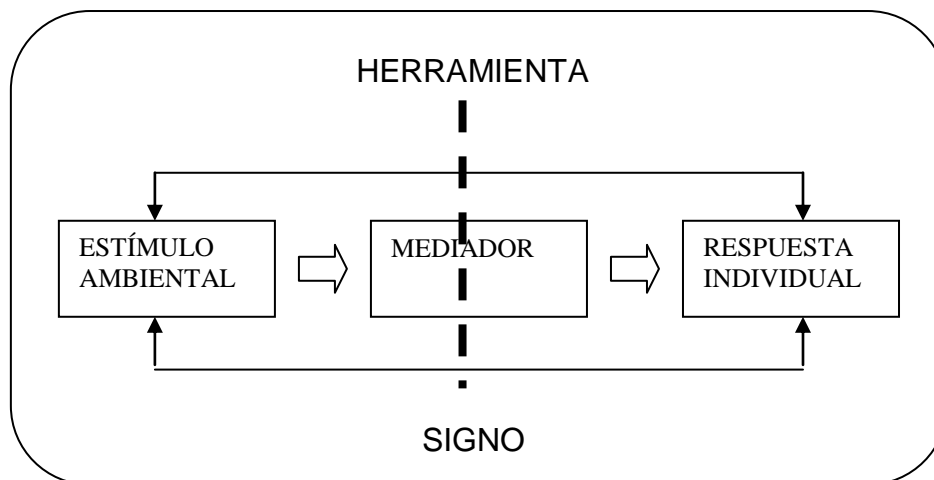 HERRAMIENTA
ESTÍMULO
AMBIENTAL
MEDIADOR
RESPUESTA
INDIVIDUAL
SIGNO